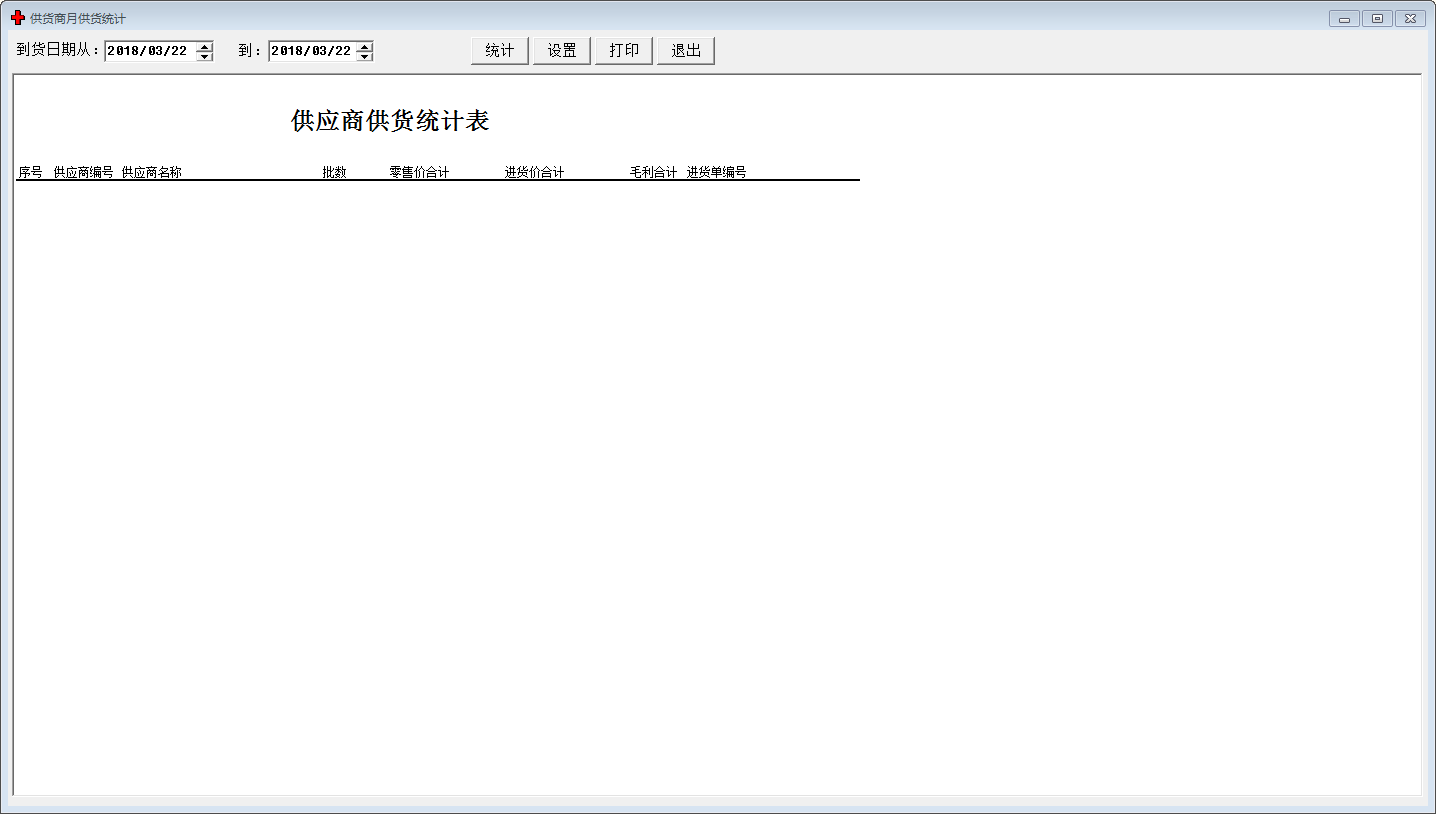 供货商月供货统计
到货日期从：2018/03/22 到：2018/03/22 统计 设置 打印 退出
供应商供货统计表
序号 供应商编号 供应商名称 批数 零售价合计 进货价合计 毛利合计 进货单编号